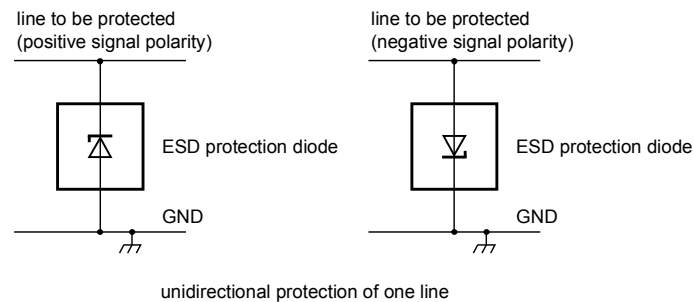 line to be protected
(positive signal polarity)
ESD protection diode
GND
line to be protected
(negative signal polarity)
ESD protection diode
GND
unidirectional protection of one line